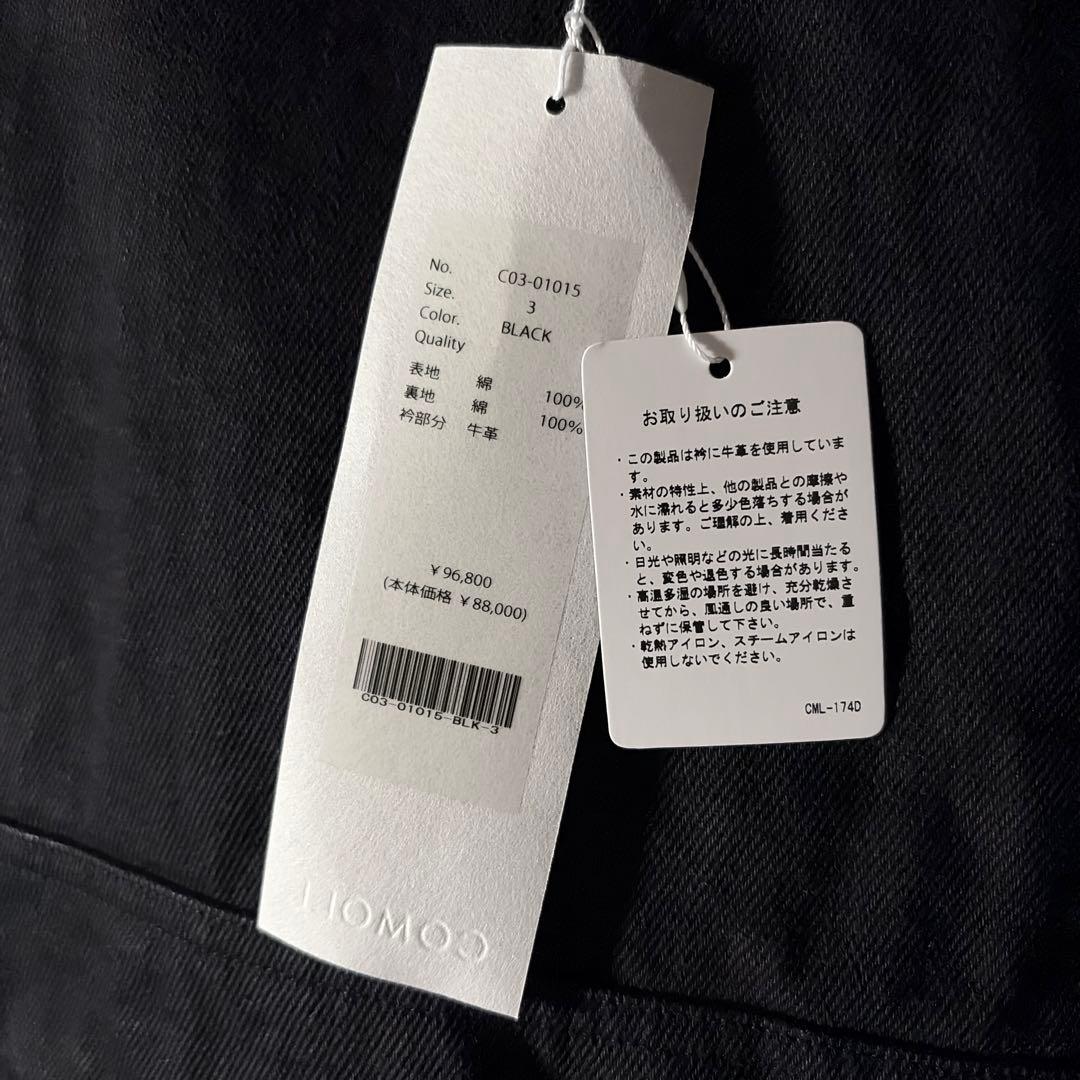 No. C03-01015
Size. 3
Color. BLACK
Quality
表地 綿 100%
裏地 綿 100%
衿部分 牛革
¥96,800
(本体価格 ¥88,000)
C03-01015-BLK-3
COMOLI
お取り扱いのご注意
・この製品は衿に牛革を使用していま
す。
・素材の特性上、他の製品との摩擦や
水に濡れると多少色落ちする場合が
あります。ご理解の上、着用くださ
い。
・日光や照明などの光に長時間当たる
と、変色や退色する場合があります。
・高温多湿の場所を避け、充分乾燥さ
せてから、風通しの良い場所で、重
ねずに保管して下さい。
・乾熱アイロン、スチームアイロンは
使用しないでください。
CML-174D